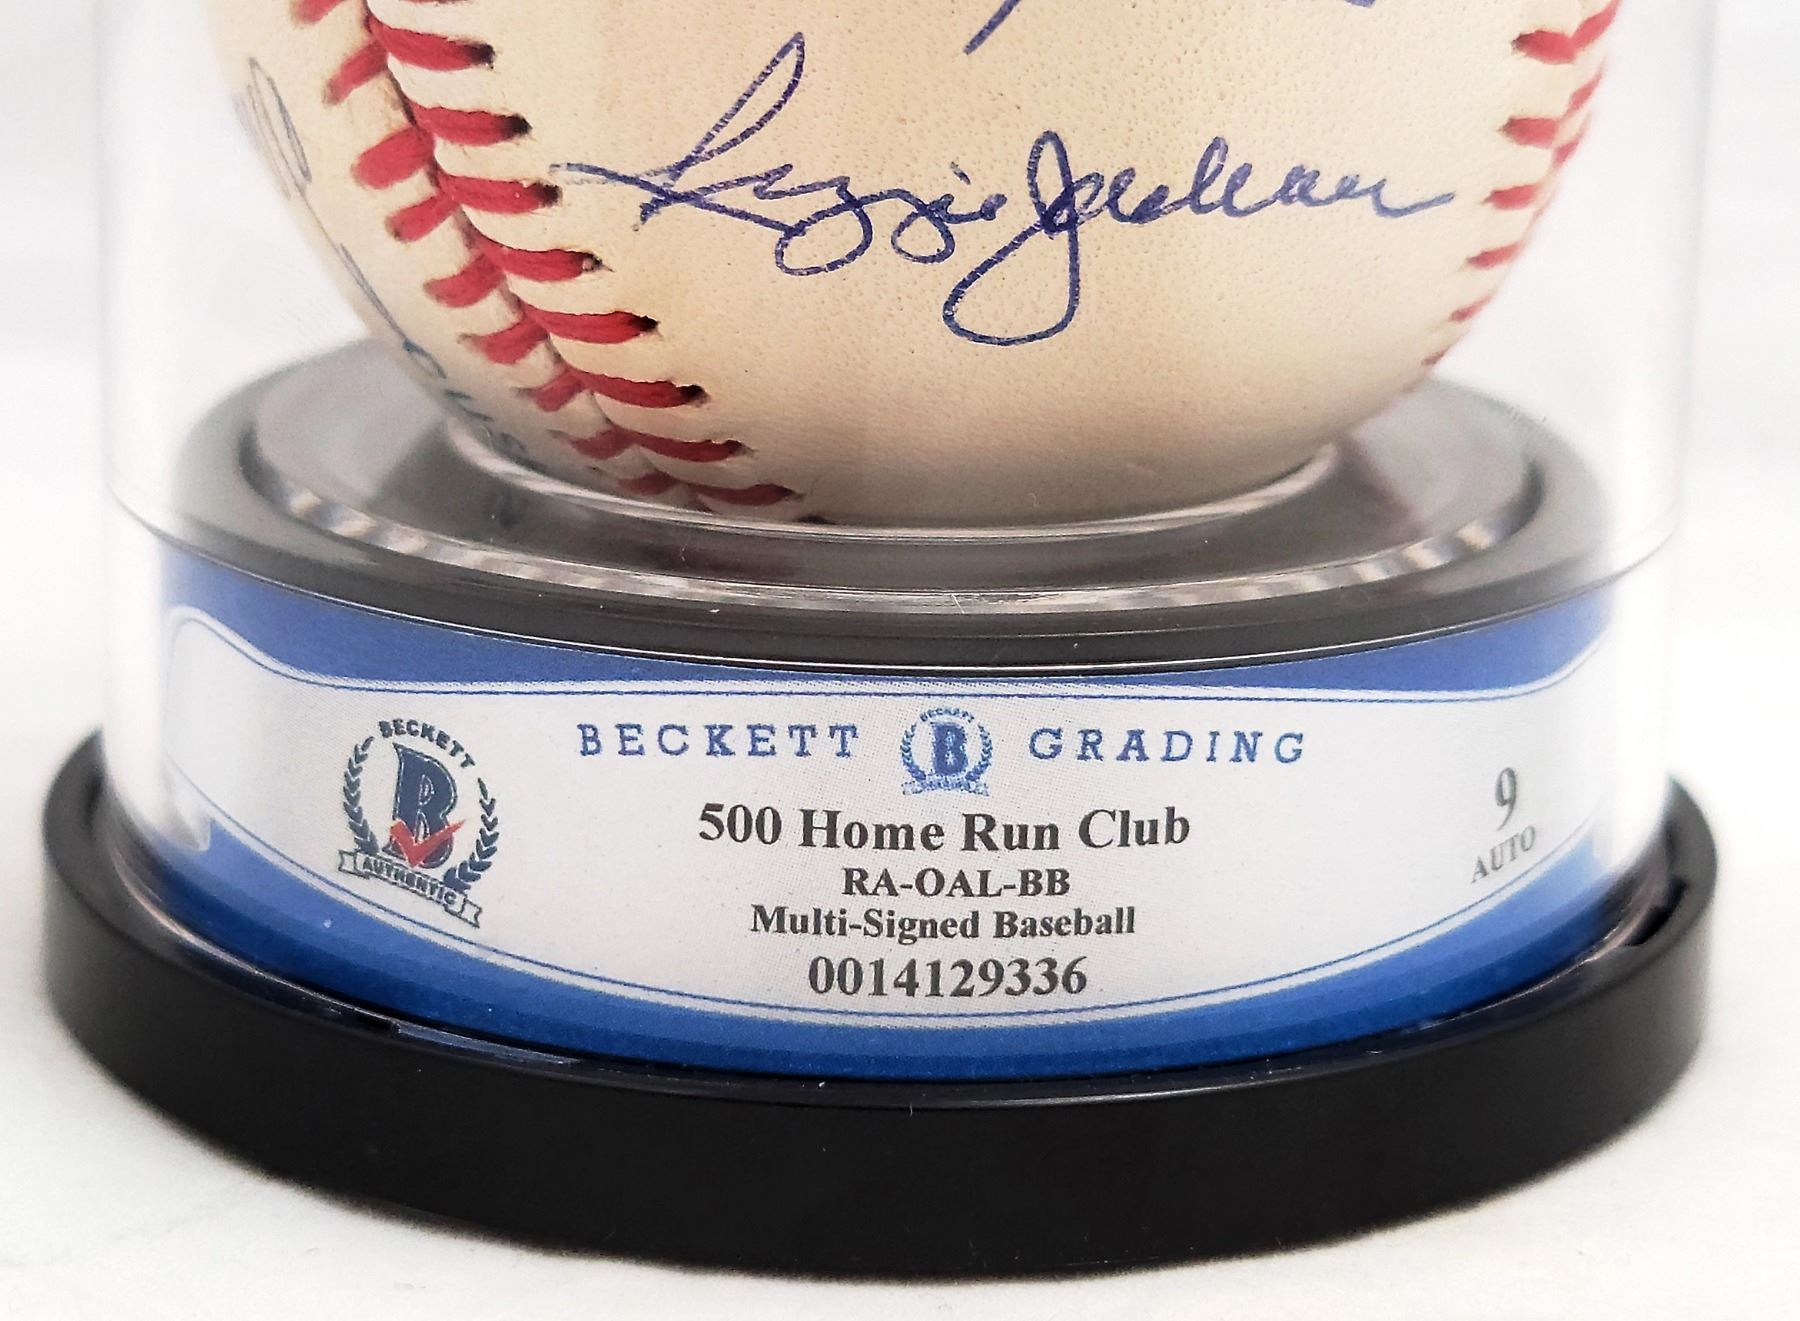 Reggie Jackson
BECKETT
AUTHENTIC
BECKETT B GRADING
500 Home Run Club
RA-OAL-BB
Multi-Signed Baseball
0014129336
9
AUTO